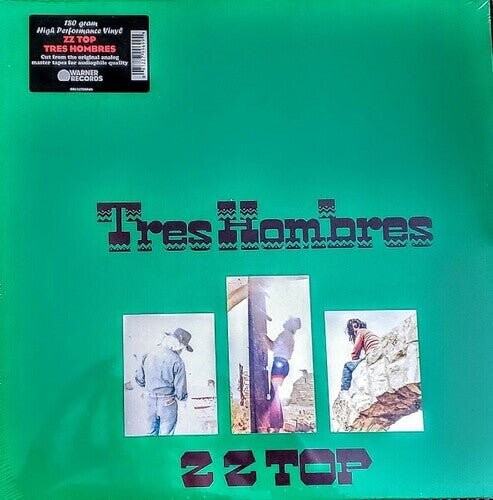 180 gram
High Performance Vinyl
ZZ TOP
TRES HOMBRES
Cut from the original analog
master tapes for audiophile quality
WARNER
RECORDS
Tres Hombres
ZZ TOP